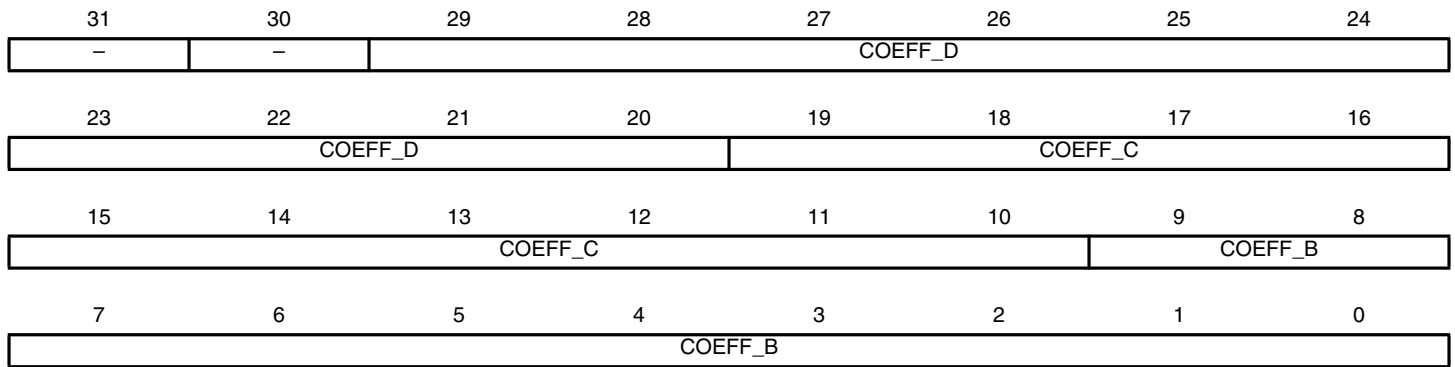 31 30 29 28 27 26 25 24
– – COEFF_D
23 22 21 20 19 18 17 16
COEFF_D COEFF_C
15 14 13 12 11 10 9 8
COEFF_C COEFF_B
7 6 5 4 3 2 1 0
COEFF_B